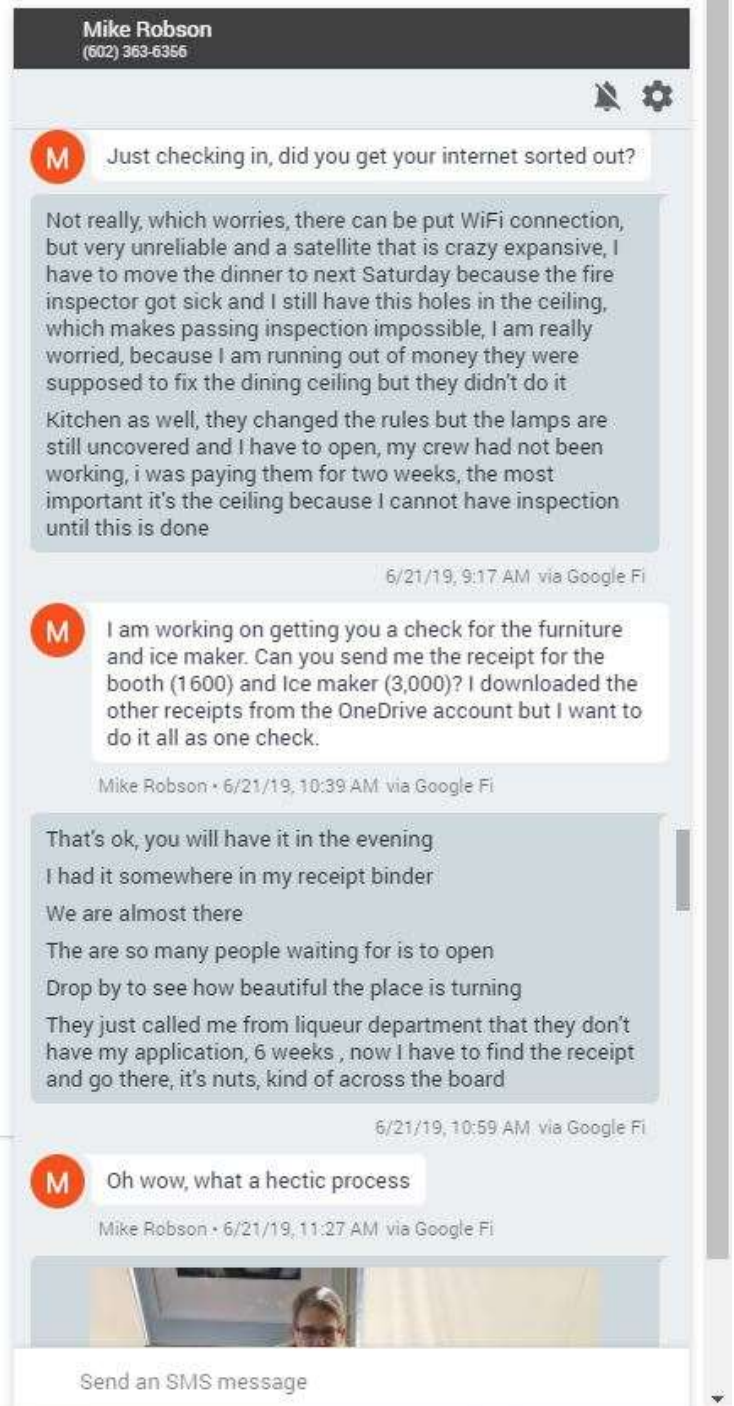 Mike Robson
(602) 363-6356
M
Just checking in, did you get your internet sorted out?
Not really, which worries, there can be put WiFi connection,
but very unreliable and a satellite that is crazy expansive, I
have to move the dinner to next Saturday because the fire
inspector got sick and I still have this holes in the ceiling,
which makes passing inspection impossible, I am really
worried, because I am running out of money they were
supposed to fix the dining ceiling but they didn't do it
Kitchen as well, they changed the rules but the lamps are
still uncovered and I have to open, my crew had not been
working, i was paying them for two weeks, the most
important it's the ceiling because I cannot have inspection
until this is done
6/21/19, 9:17 AM via Google Fi
M
I am working on getting you a check for the furniture
and ice maker. Can you send me the receipt for the
booth (1600) and Ice maker (3,000)? I downloaded the
other receipts from the OneDrive account but I want to
do it all as one check.
Mike Robson • 6/21/19, 10:39 AM via Google Fi
That's ok, you will have it in the evening
I had it somewhere in my receipt binder
We are almost there
The are so many people waiting for is to open
Drop by to see how beautiful the place is turning
They just called me from liqueur department that they don't
have my application, 6 weeks , now I have to find the receipt
and go there, it's nuts, kind of across the board
6/21/19, 10:59 AM via Google Fi
M
Oh wow, what a hectic process
Mike Robson • 6/21/19, 11:27 AM via Google Fi
Send an SMS message